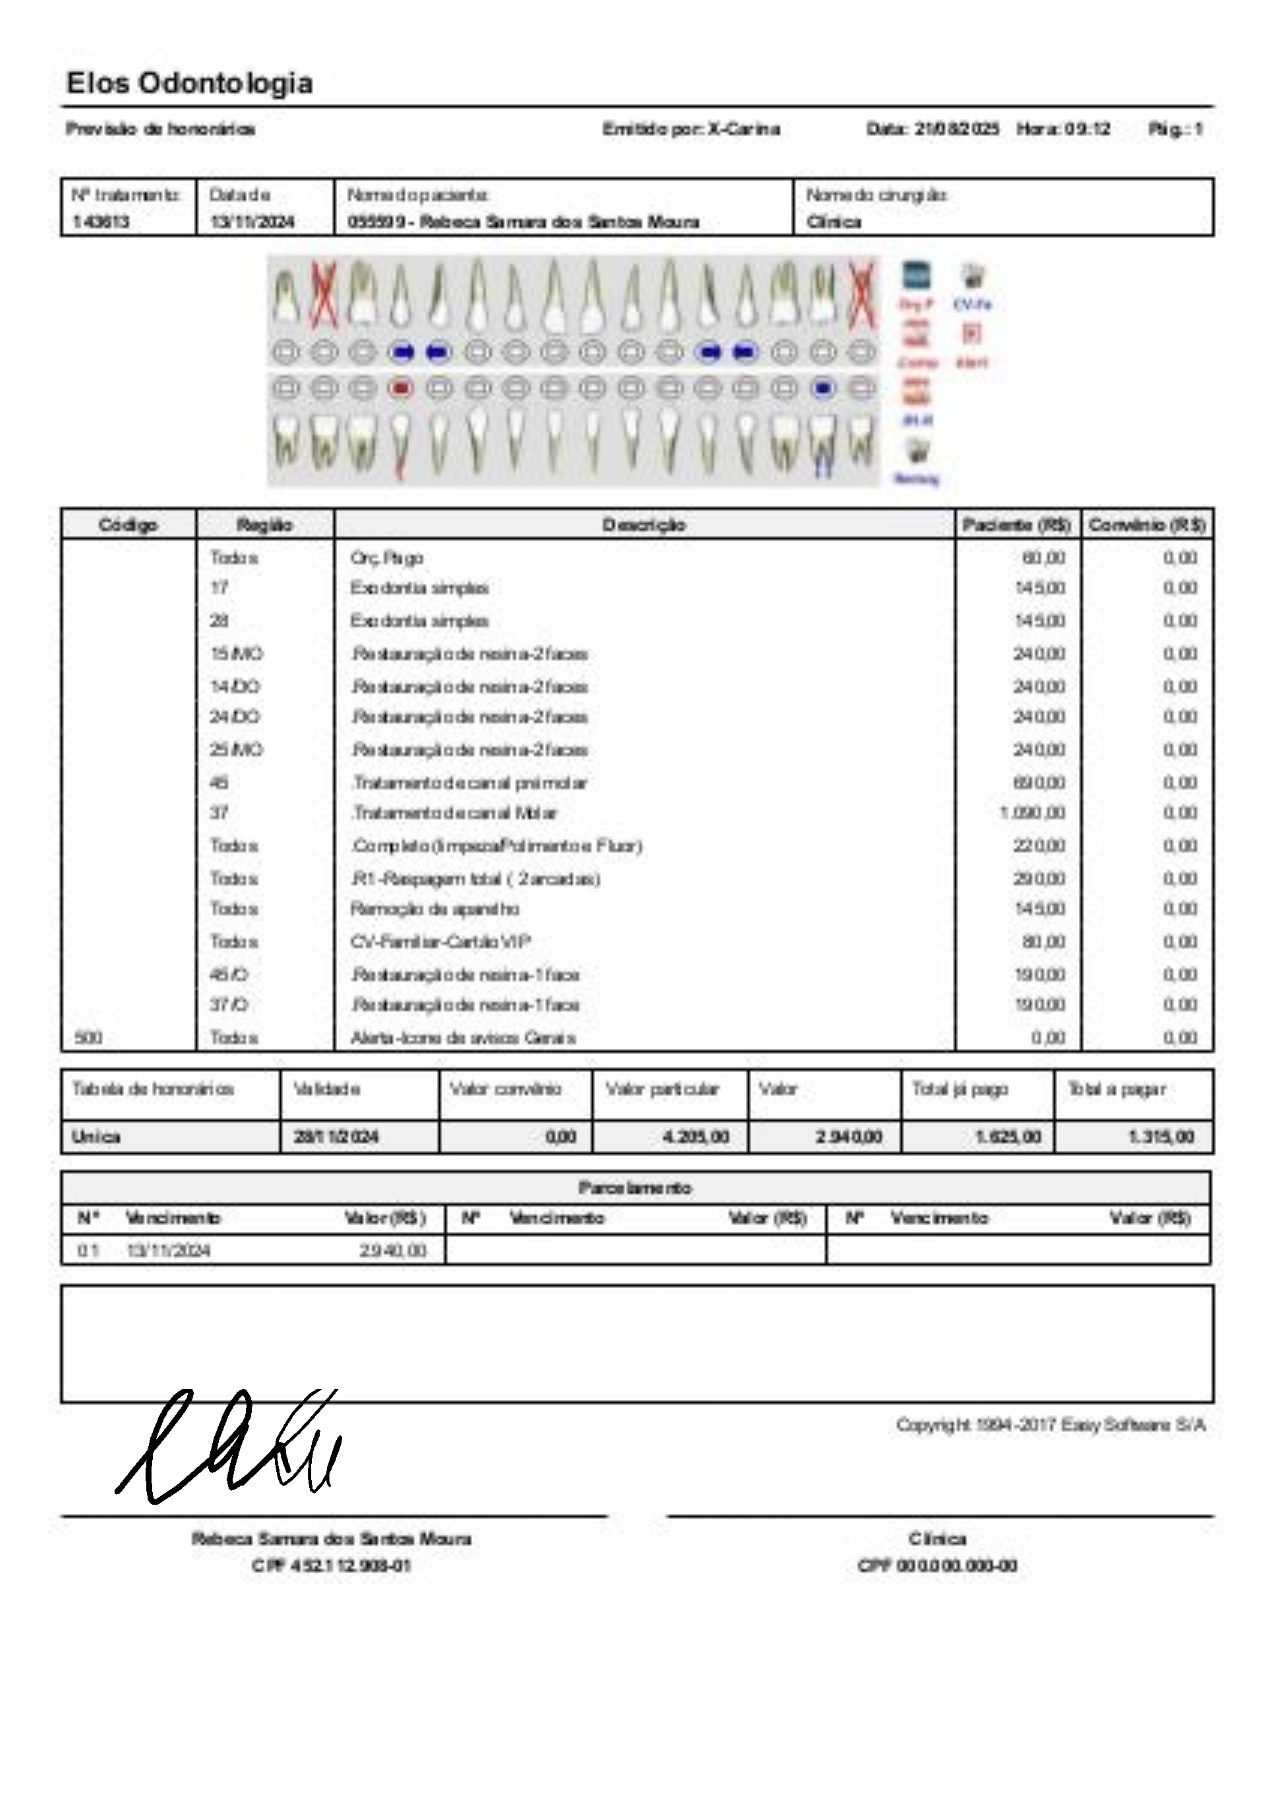 Elos Odontologia
Previsão de honorários Emitido por: X-Carina Data: 21/08/2025 Hora: 09:12 Pág.: 1
Nº tratamento: Data de Nome do paciente: Nome do cirurgião:
143613 13/11/2024 055599 - Rebeca Samara dos Santos Moura Clínica
Orç.P CV-Fa
Comp Alert
.R1-R
Remoç
Código Região Descrição Paciente (R$) Convênio (R$)
Todos Orç.Pago 60,00 0,00
17 Exodontia simples 145,00 0,00
28 Exodontia simples 145,00 0,00
15/MO .Restauração de resina-2 faces 240,00 0,00
14/DO .Restauração de resina-2 faces 240,00 0,00
24/DO .Restauração de resina-2 faces 240,00 0,00
25/MO .Restauração de resina-2 faces 240,00 0,00
45 .Tratamento de canal prémolar 690,00 0,00
37 .Tratamento de canal Molar 1.090,00 0,00
Todos .Completo (limpeza/Polimento e Fluor) 220,00 0,00
Todos .R1-Raspagem total ( 2 arcadas) 290,00 0,00
Todos Remoção de aparelho 145,00 0,00
Todos CV-Familiar-Cartão VIP 80,00 0,00
45/O .Restauração de resina-1 face 190,00 0,00
37/O .Restauração de resina-1 face 190,00 0,00
500 Todos Alerta-Icone de avisos Gerais 0,00 0,00
Tabela de honorários Validade Valor convênio Valor particular Valor Total já pago Total a pagar
Unica 28/11/2024 0,00 4.205,00 2.940,00 1.625,00 1.315,00
Parcelamento
Nº Vencimento Valor (R$) Nº Vencimento Valor (R$) Nº Vencimento Valor (R$)
01 13/11/2024 2.940,00
Copyright 1994-2017 Easy Software S/A
Rebeca Samara dos Santos Moura Clínica
CPF 452.112.908-01 CPF 000.000.000-00